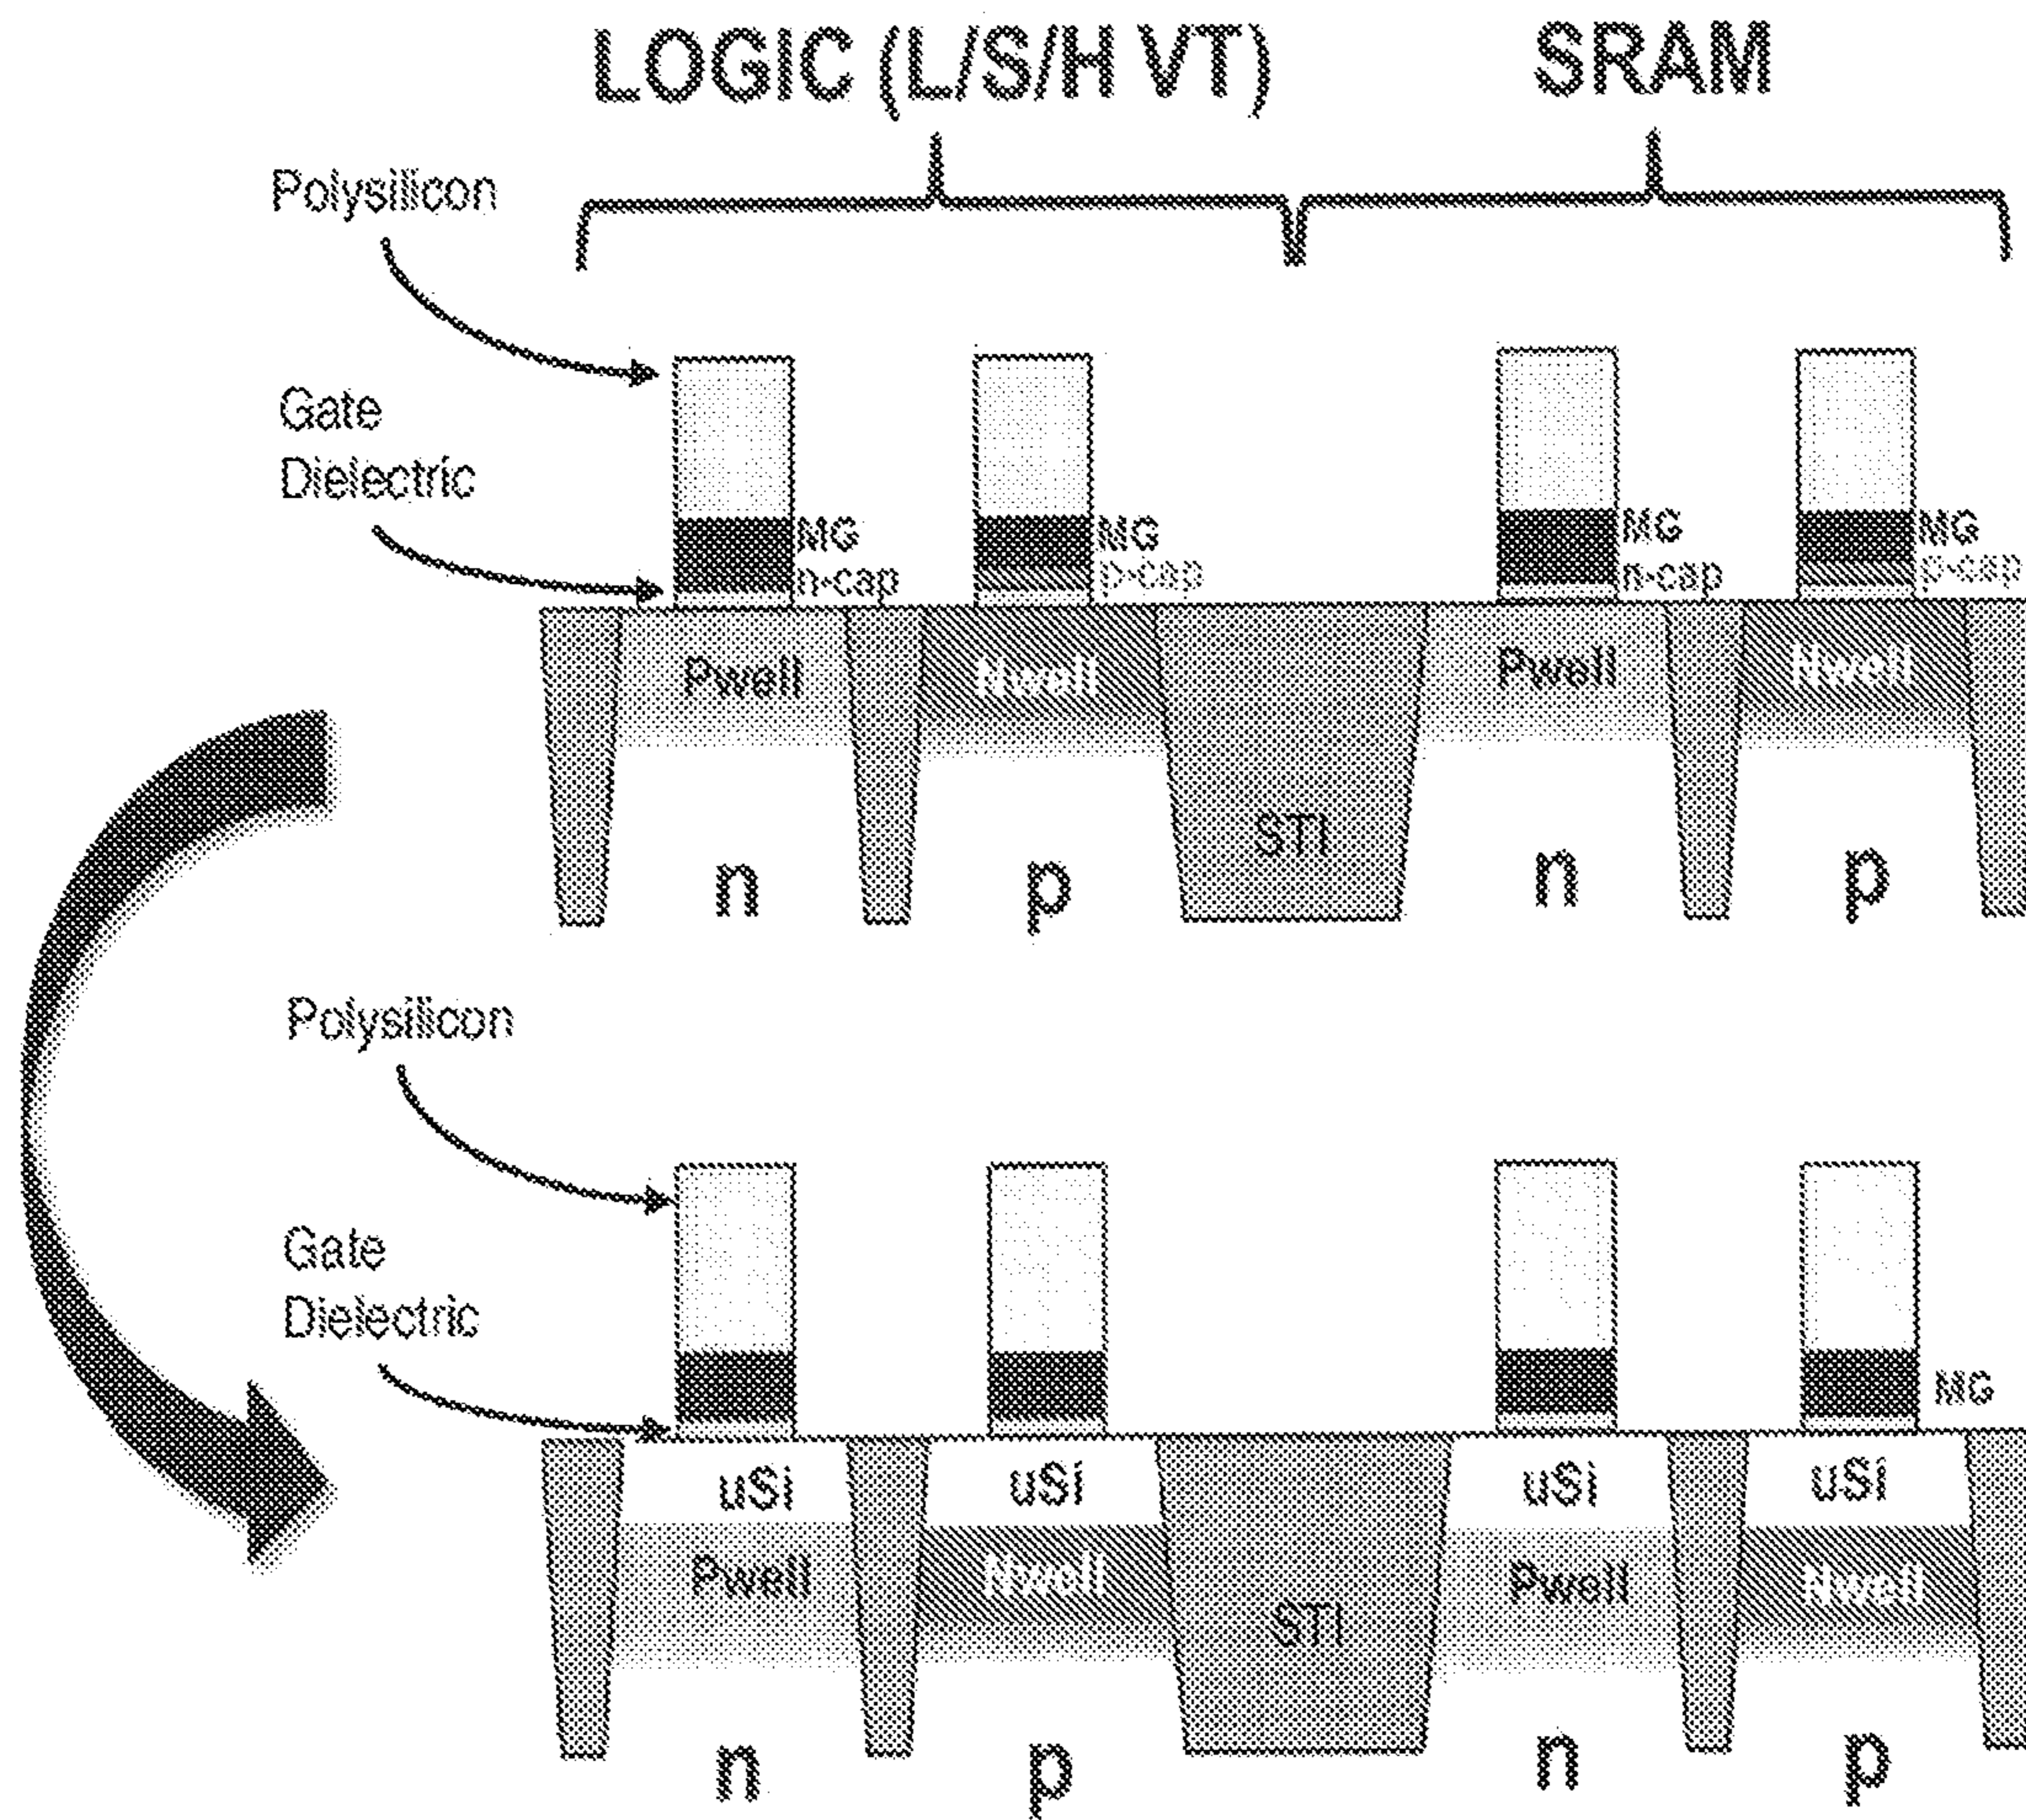 LOGIC (L/S/H VT)
SRAM
Polysilicon
Gate
Dielectric
MG
n-cap
MG
p-cap
MG
n-cap
MG
p-cap
Pwell
Nwell
Pwell
Nwell
STI
n
p
n
p
Polysilicon
Gate
Dielectric
MG
uSi
uSi
uSi
uSi
Pwell
Nwell
Pwell
Nwell
STI
n
p
n
p